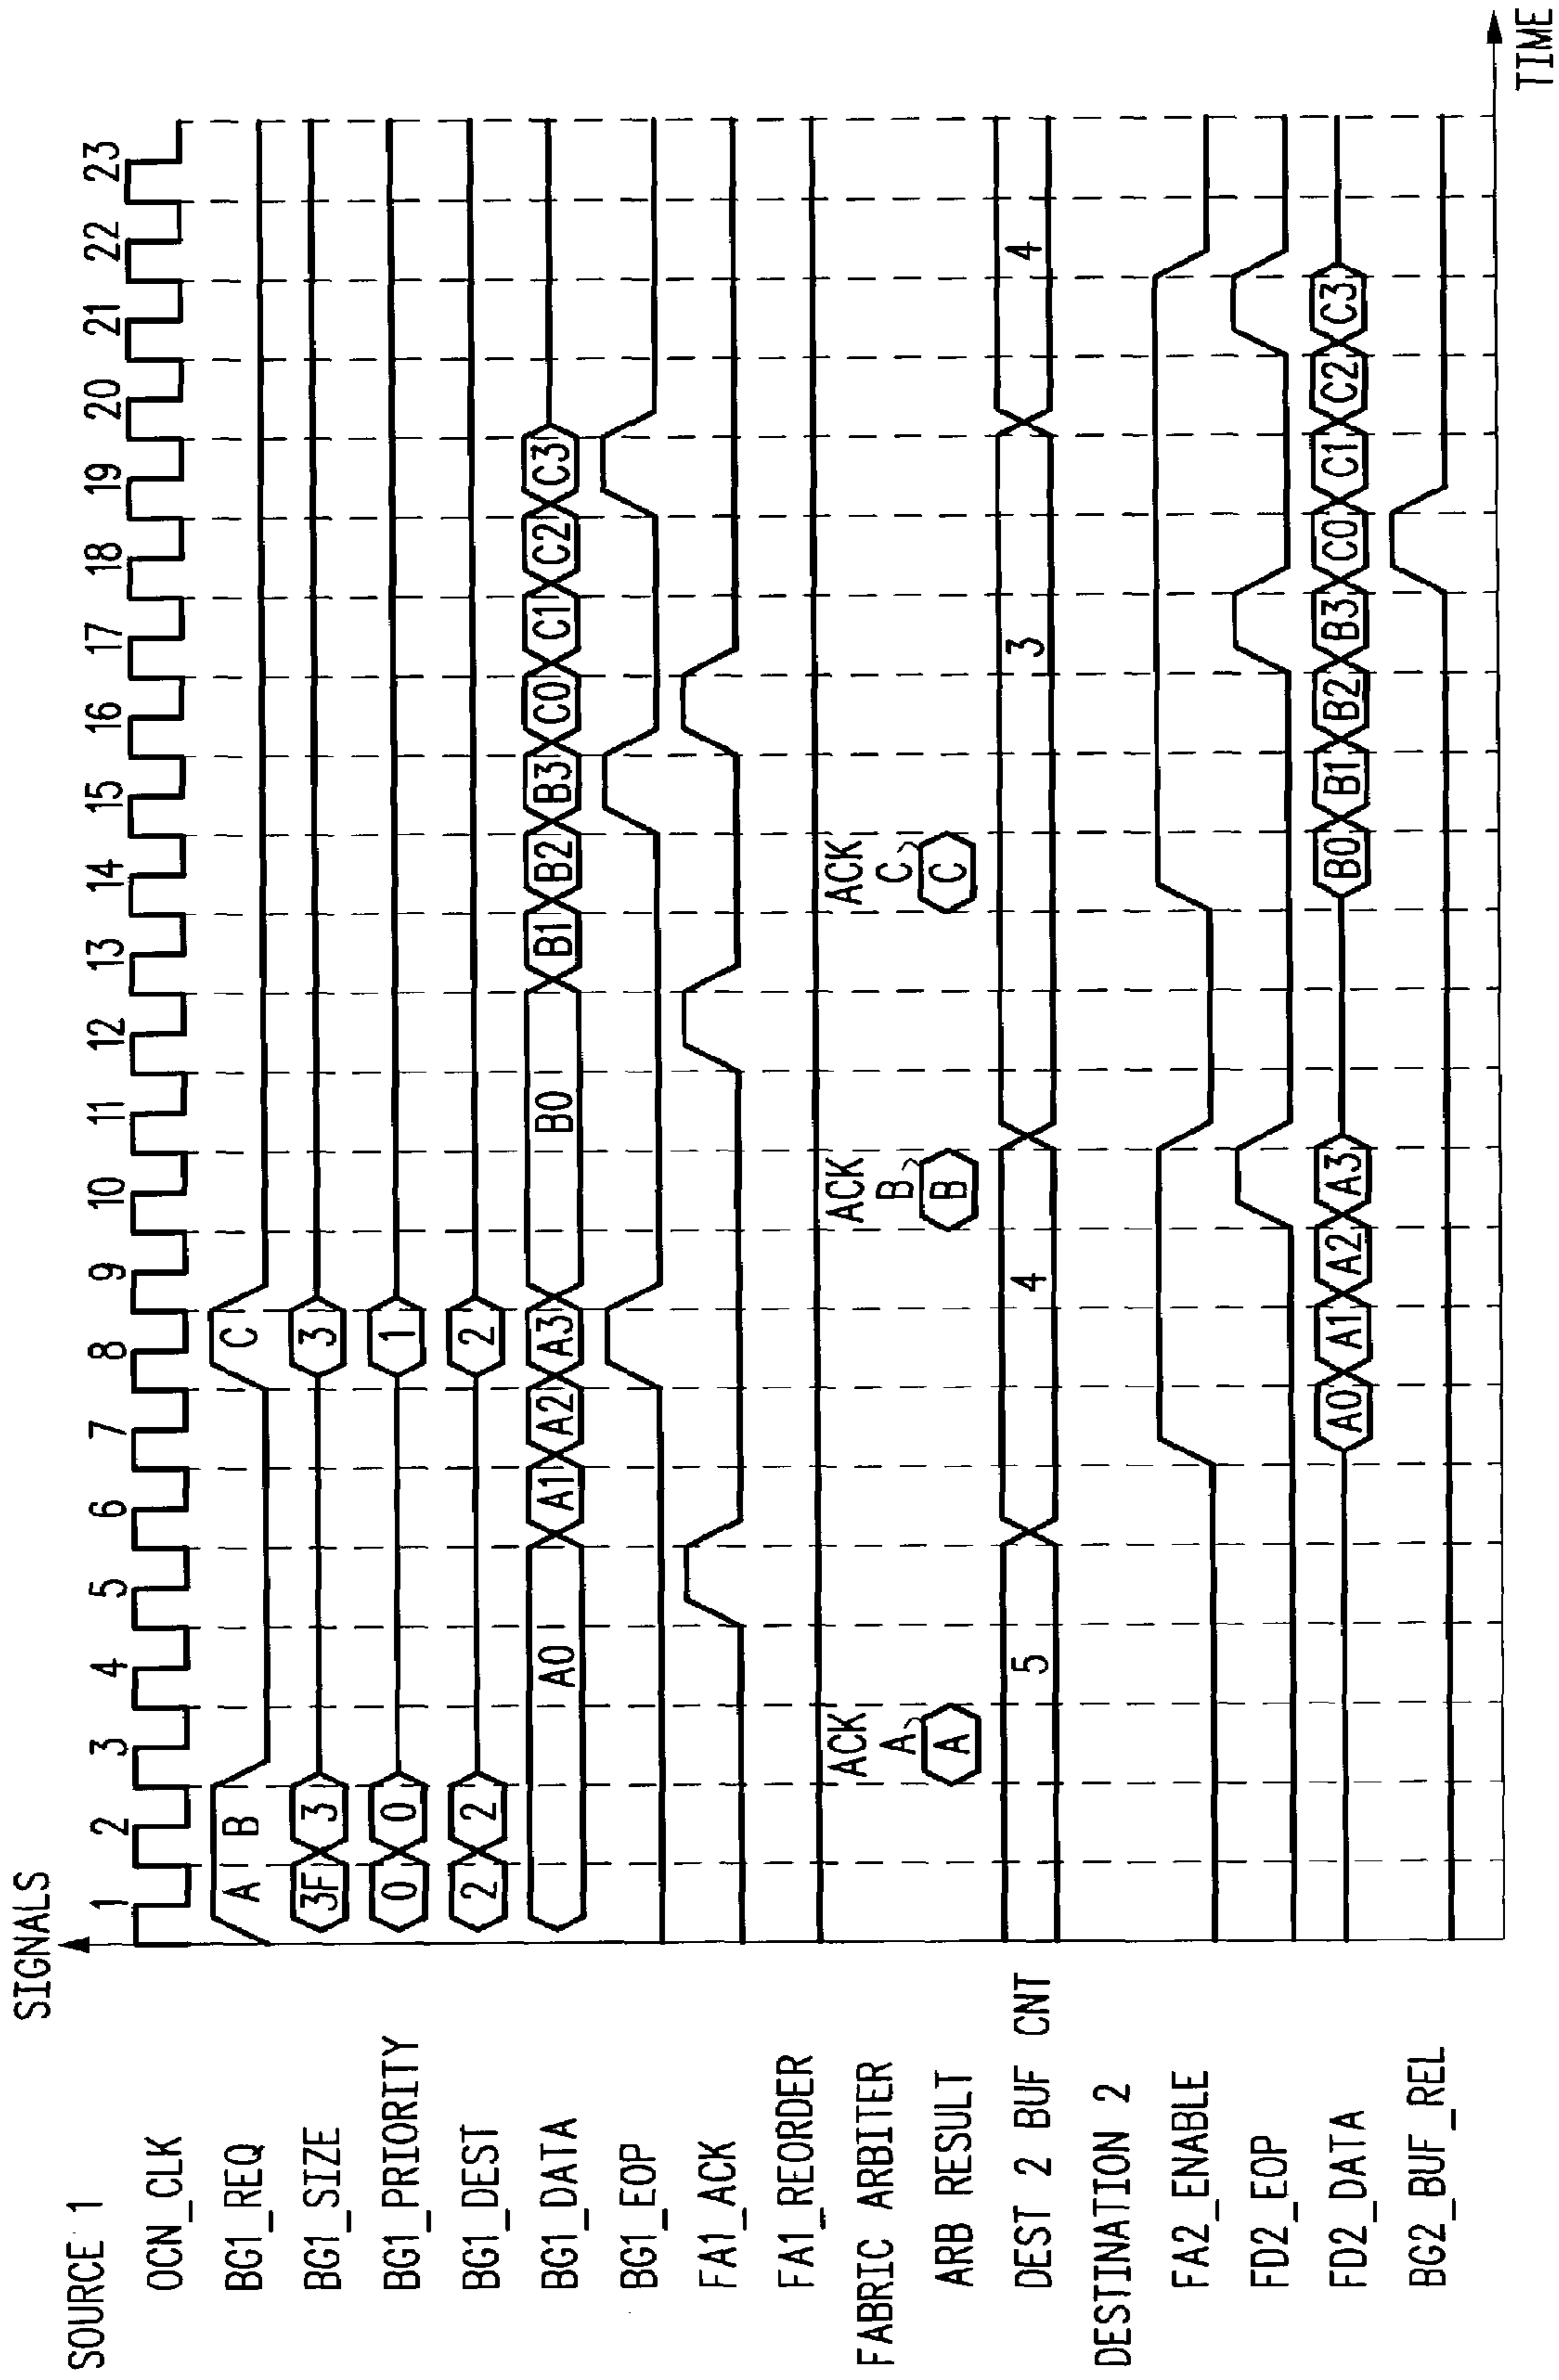 SIGNALS
1 2 3 4 5 6 7 8 9 10 11 12 13 14 15 16 17 18 19 20 21 22 23
SOURCE 1
OCN_CLK
BG1_REQ A B C
BG1_SIZE 3F 3 3
BG1_PRIORITY 0 0 1
BG1_DEST 2 2 2
BG1_DATA A0 A1 A2 A3 B0 B1 B2 B3 C0 C1 C2 C3
BG1_EOP
FA1_ACK
FA1_REORDER
FABRIC ARBITER
ACK A ACK B ACK C
ARB RESULT A B C
DEST 2 BUF CNT 5 4 3 4
DESTINATION 2
FA2_ENABLE
FD2_EOP
FD2_DATA A0 A1 A2 A3 B0 B1 B2 B3 C0 C1 C2 C3
BG2_BUF_REL
TIME